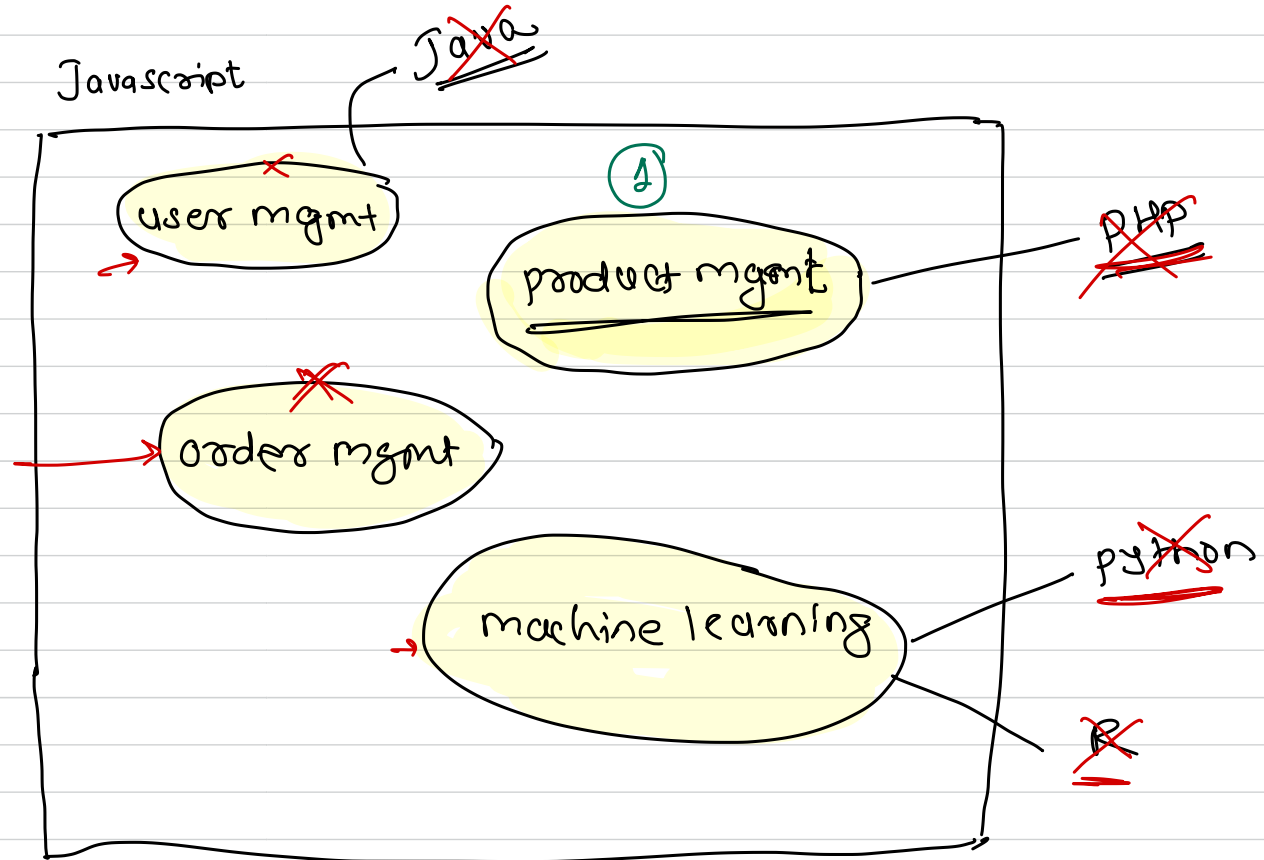 Java
Javascript
1
user mgmt
PHP
product mgmt
order mgmt
python
machine learning
R